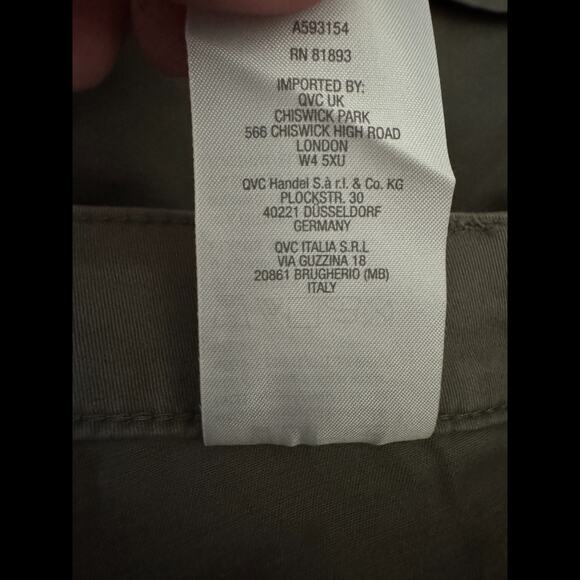 A593154
RN 81893
IMPORTED BY:
QVC UK
CHISWICK PARK
566 CHISWICK HIGH ROAD
LONDON
W4 5XU
QVC Handel S.à r.l. & Co. KG
PLOCKSTR. 30
40221 DÜSSELDORF
GERMANY
QVC ITALIA S.R.L
VIA GUZZINA 18
20861 BRUGHERIO (MB)
ITALY